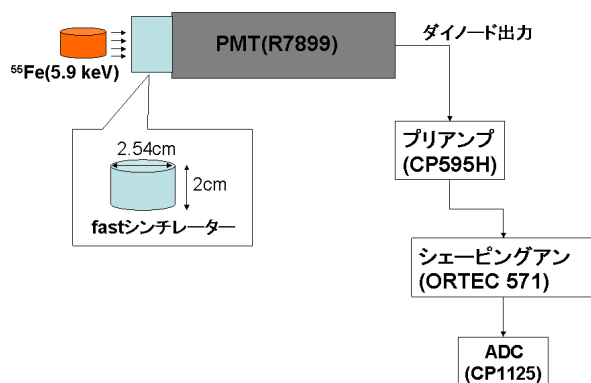 PMT(R7899)
ダイノード出力
⁵⁵Fe(5.9 keV)
プリアンプ
(CP595H)
2.54cm
2cm
fastシンチレーター
シェーピングアン
(ORTEC 571)
ADC
(CP1125)